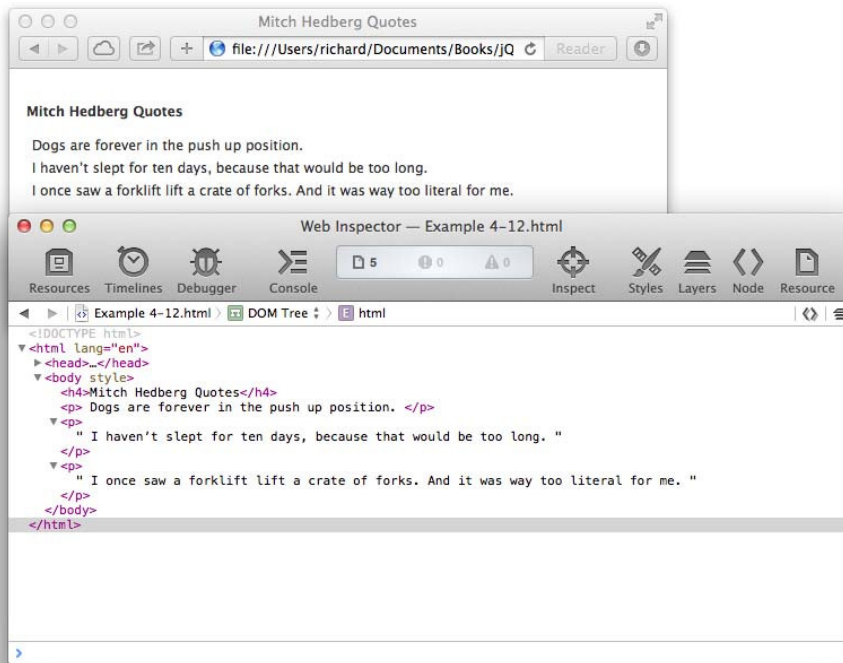 Mitch Hedberg Quotes
file:///Users/richard/Documents/Books/jQ
Reader
Mitch Hedberg Quotes
Dogs are forever in the push up position.
I haven't slept for ten days, because that would be too long.
I once saw a forklift lift a crate of forks. And it was way too literal for me.
Web Inspector — Example 4-12.html
5 0 0
Resources Timelines Debugger Console Inspect Styles Layers Node Resource
Example 4-12.html DOM Tree E html
<!DOCTYPE html>
<html lang="en">
<head>…</head>
<body style>
<h4>Mitch Hedberg Quotes</h4>
<p> Dogs are forever in the push up position. </p>
<p>
" I haven't slept for ten days, because that would be too long. "
</p>
<p>
" I once saw a forklift lift a crate of forks. And it was way too literal for me. "
</p>
</body>
</html>